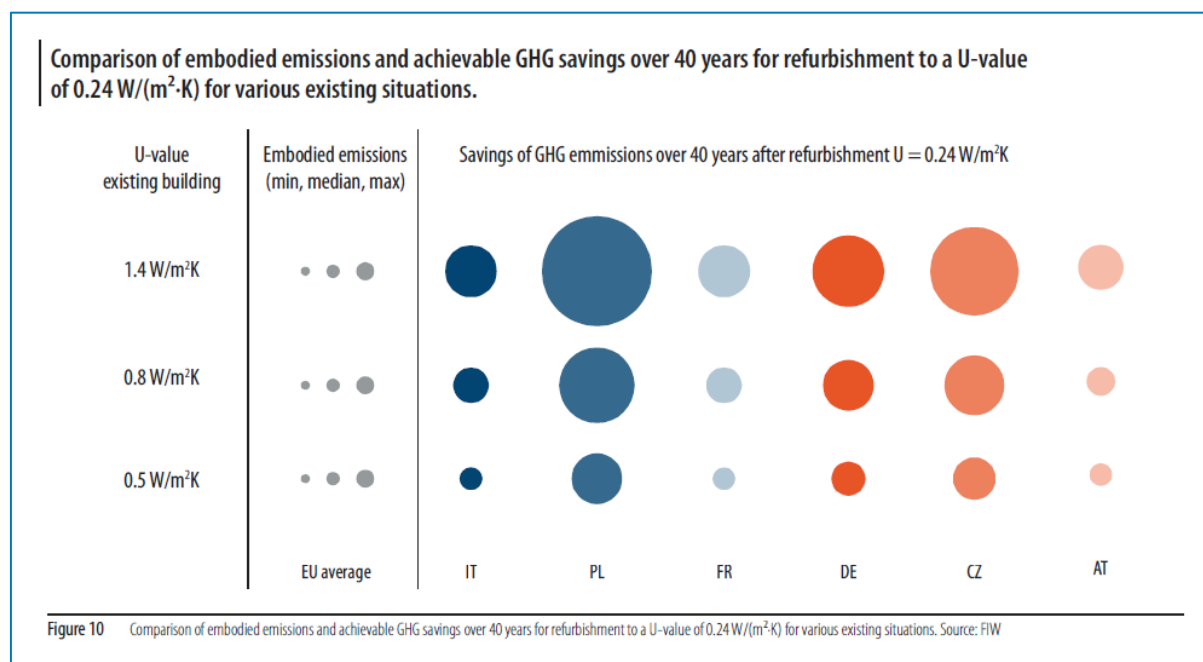 Comparison of embodied emissions and achievable GHG savings over 40 years for refurbishment to a U-value
of 0.24 W/(m²·K) for various existing situations.
U-value
existing building
Embodied emissions
(min, median, max)
Savings of GHG emmissions over 40 years after refurbishment U = 0.24 W/m²K
1.4 W/m²K
0.8 W/m²K
0.5 W/m²K
EU average IT PL FR DE CZ AT
Figure 10 Comparison of embodied emissions and achievable GHG savings over 40 years for refurbishment to a U-value of 0.24 W/(m²·K) for various existing situations. Source: FIW